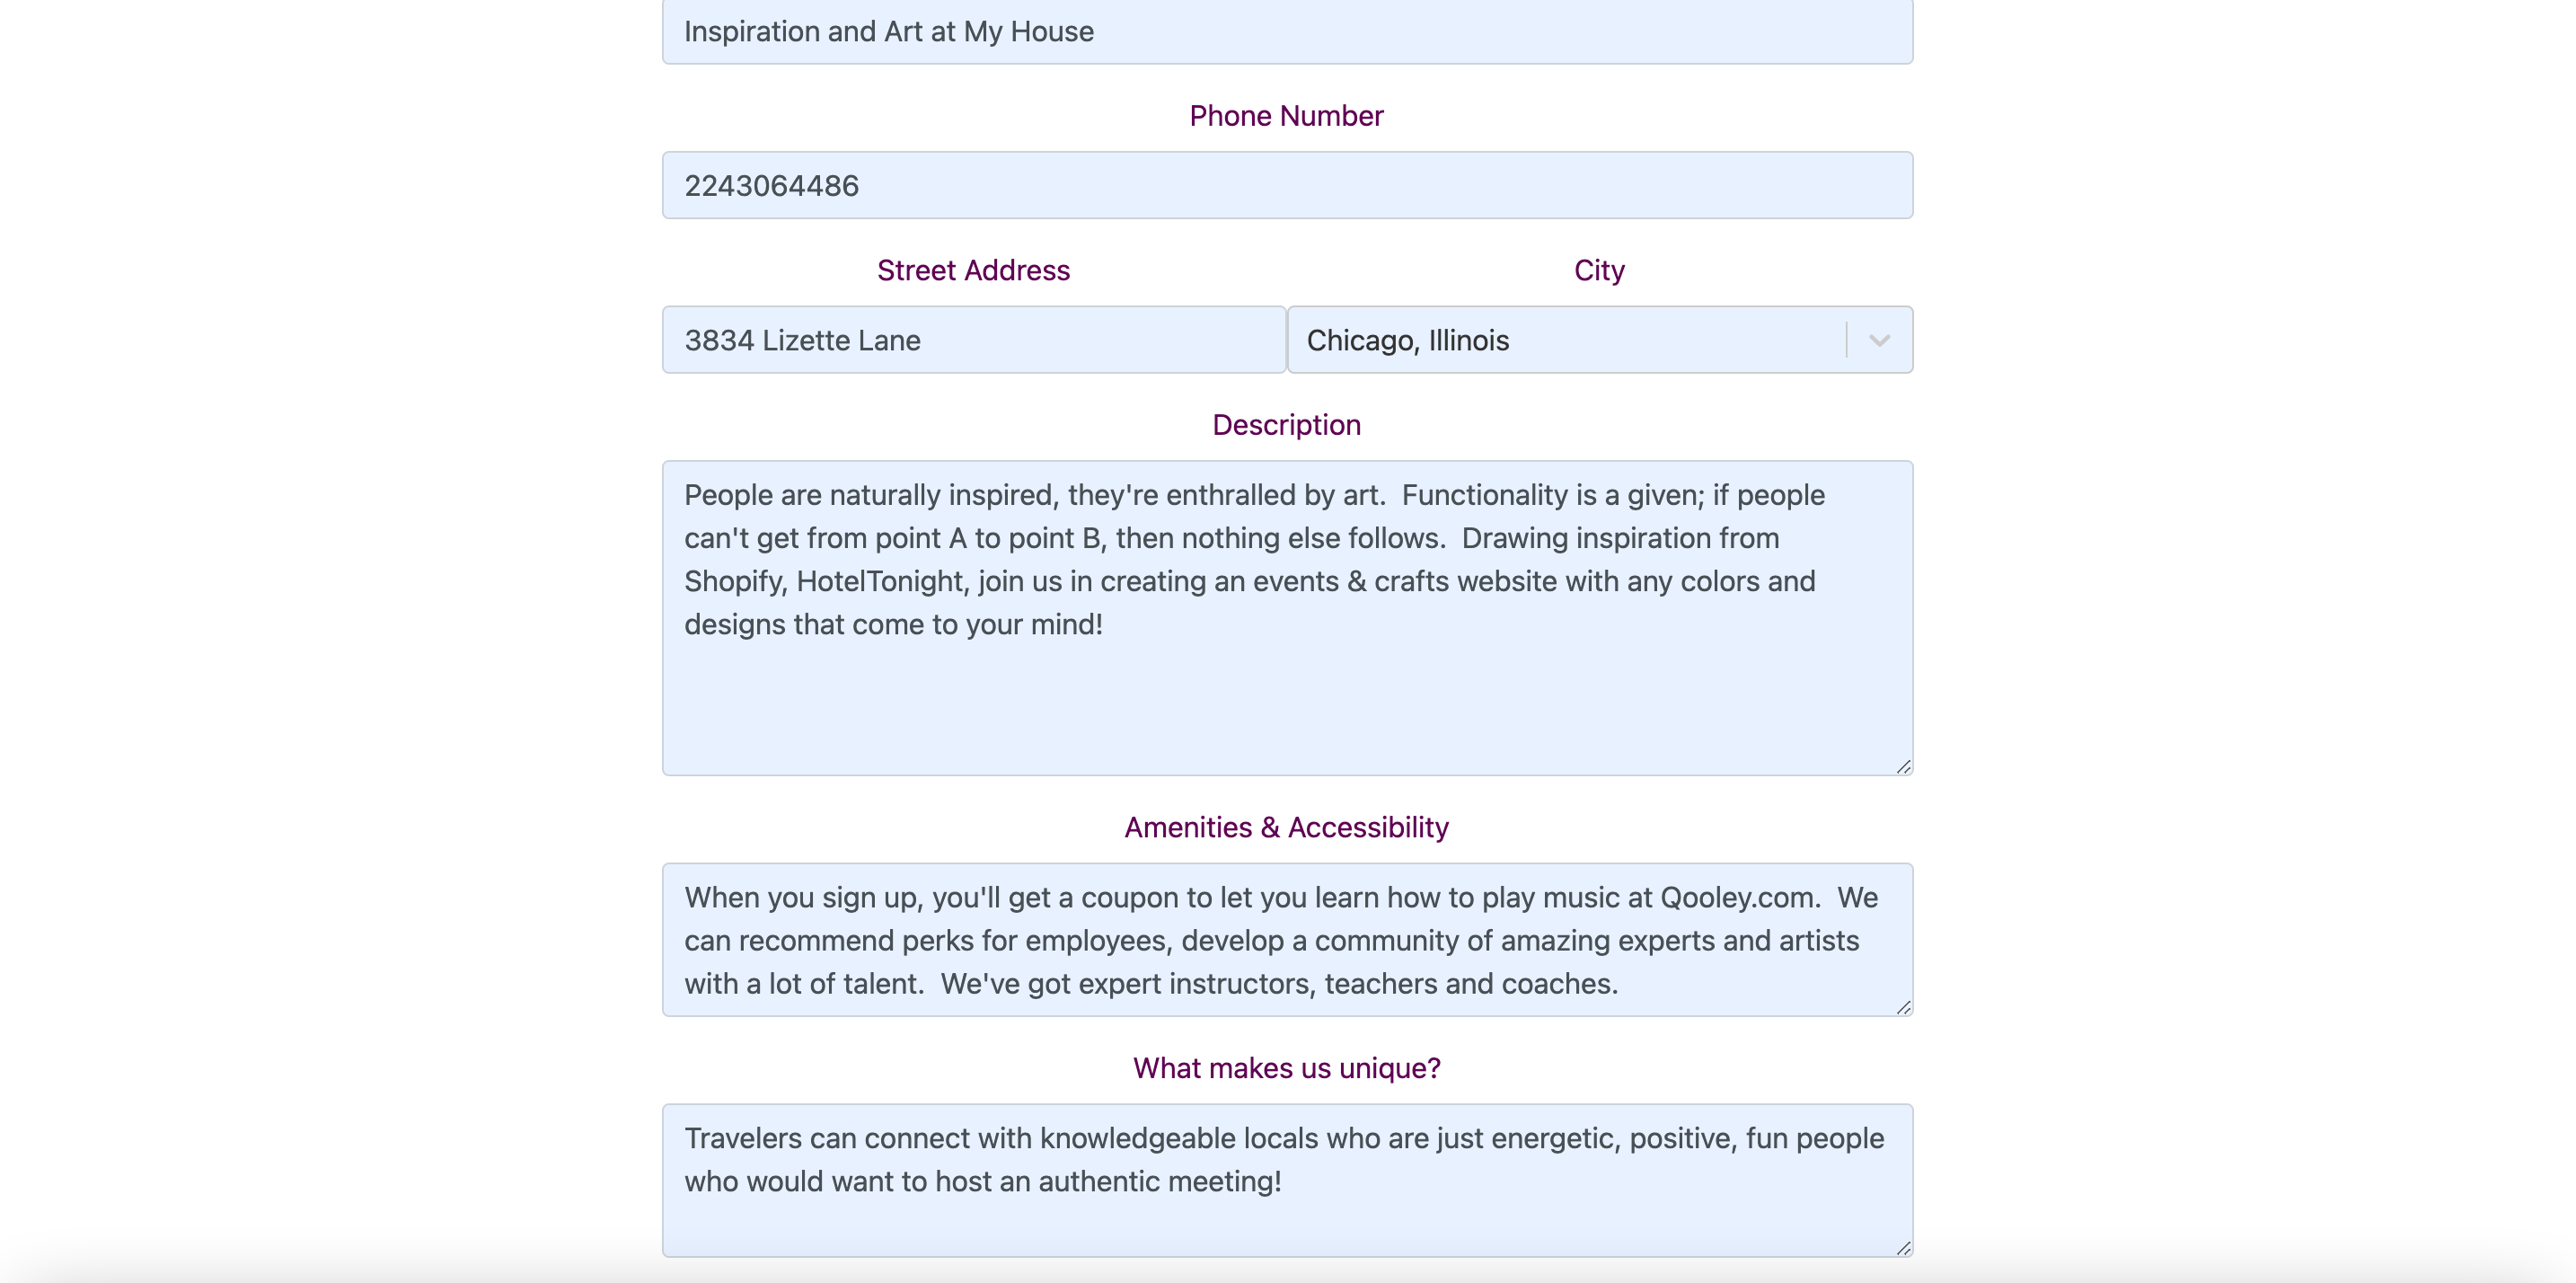 Inspiration and Art at My House
Phone Number
2243064486
Street Address
City
3834 Lizette Lane
Chicago, Illinois
Description
People are naturally inspired, they're enthralled by art.  Functionality is a given; if people
can't get from point A to point B, then nothing else follows.  Drawing inspiration from
Shopify, HotelTonight, join us in creating an events & crafts website with any colors and
designs that come to your mind!
Amenities & Accessibility
When you sign up, you'll get a coupon to let you learn how to play music at Qooley.com.  We
can recommend perks for employees, develop a community of amazing experts and artists
with a lot of talent.  We've got expert instructors, teachers and coaches.
What makes us unique?
Travelers can connect with knowledgeable locals who are just energetic, positive, fun people
who would want to host an authentic meeting!